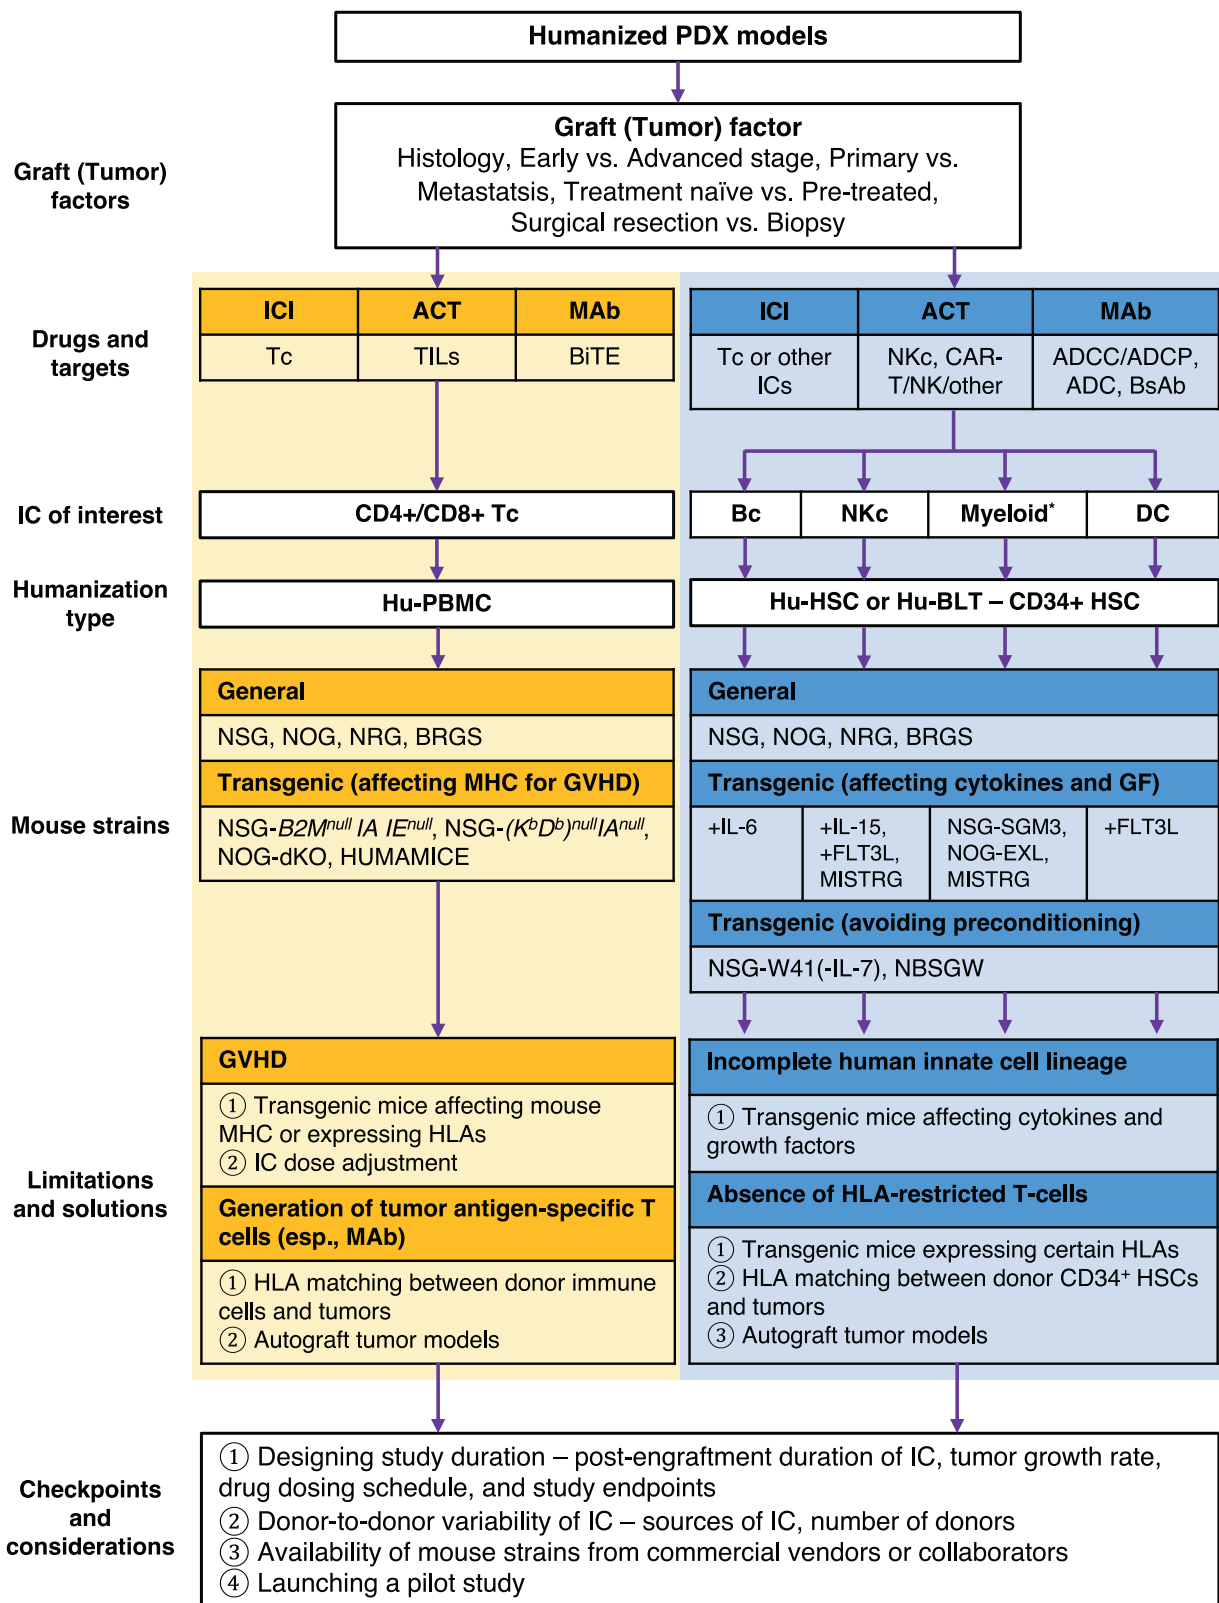 Humanized PDX models
Graft (Tumor)
factors
Graft (Tumor) factor
Histology, Early vs. Advanced stage, Primary vs.
Metastatsis, Treatment naïve vs. Pre-treated,
Surgical resection vs. Biopsy
Drugs and
targets
ICI
ACT
MAb
Tc
TILs
BiTE
ICI
ACT
MAb
Tc or other
ICs
NKc, CAR-
T/NK/other
ADCC/ADCP,
ADC, BsAb
IC of interest
CD4+/CD8+ Tc
Bc
NKc
Myeloid*
DC
Humanization
type
Hu-PBMC
Hu-HSC or Hu-BLT – CD34+ HSC
Mouse strains
General
NSG, NOG, NRG, BRGS
Transgenic (affecting MHC for GVHD)
NSG-B2Mnull IA IEnull, NSG-(KbDb)nullIAnull,
NOG-dKO, HUMAMICE
General
NSG, NOG, NRG, BRGS
Transgenic (affecting cytokines and GF)
+IL-6
+IL-15,
+FLT3L,
MISTRG
NSG-SGM3,
NOG-EXL,
MISTRG
+FLT3L
Transgenic (avoiding preconditioning)
NSG-W41(-IL-7), NBSGW
Limitations
and solutions
GVHD
① Transgenic mice affecting mouse
MHC or expressing HLAs
② IC dose adjustment
Generation of tumor antigen-specific T
cells (esp., MAb)
① HLA matching between donor immune
cells and tumors
② Autograft tumor models
Incomplete human innate cell lineage
① Transgenic mice affecting cytokines and
growth factors
Absence of HLA-restricted T-cells
① Transgenic mice expressing certain HLAs
② HLA matching between donor CD34⁺ HSCs
and tumors
③ Autograft tumor models
Checkpoints
and
considerations
① Designing study duration – post-engraftment duration of IC, tumor growth rate,
drug dosing schedule, and study endpoints
② Donor-to-donor variability of IC – sources of IC, number of donors
③ Availability of mouse strains from commercial vendors or collaborators
④ Launching a pilot study